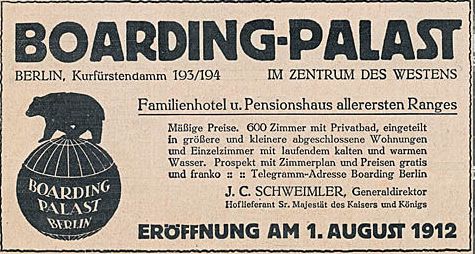 BOARDING-PALAST
BERLIN, Kurfürstendamm 193/194 IM ZENTRUM DES WESTENS
Familienhotel u. Pensionshaus allerersten Ranges
Mäßige Preise. 600 Zimmer mit Privatbad, eingeteilt
in größere und kleinere abgeschlossene Wohnungen
und Einzelzimmer mit laufendem kalten und warmen
Wasser. Prospekt mit Zimmerplan und Preisen gratis
und franko :: :: Telegramm-Adresse Boarding Berlin
J. C. SCHWEIMLER, Generaldirektor
Hoflieferant Sr. Majestät des Kaisers und Königs
BOARDING
PALAST
BERLIN
ERÖFFNUNG AM 1. AUGUST 1912